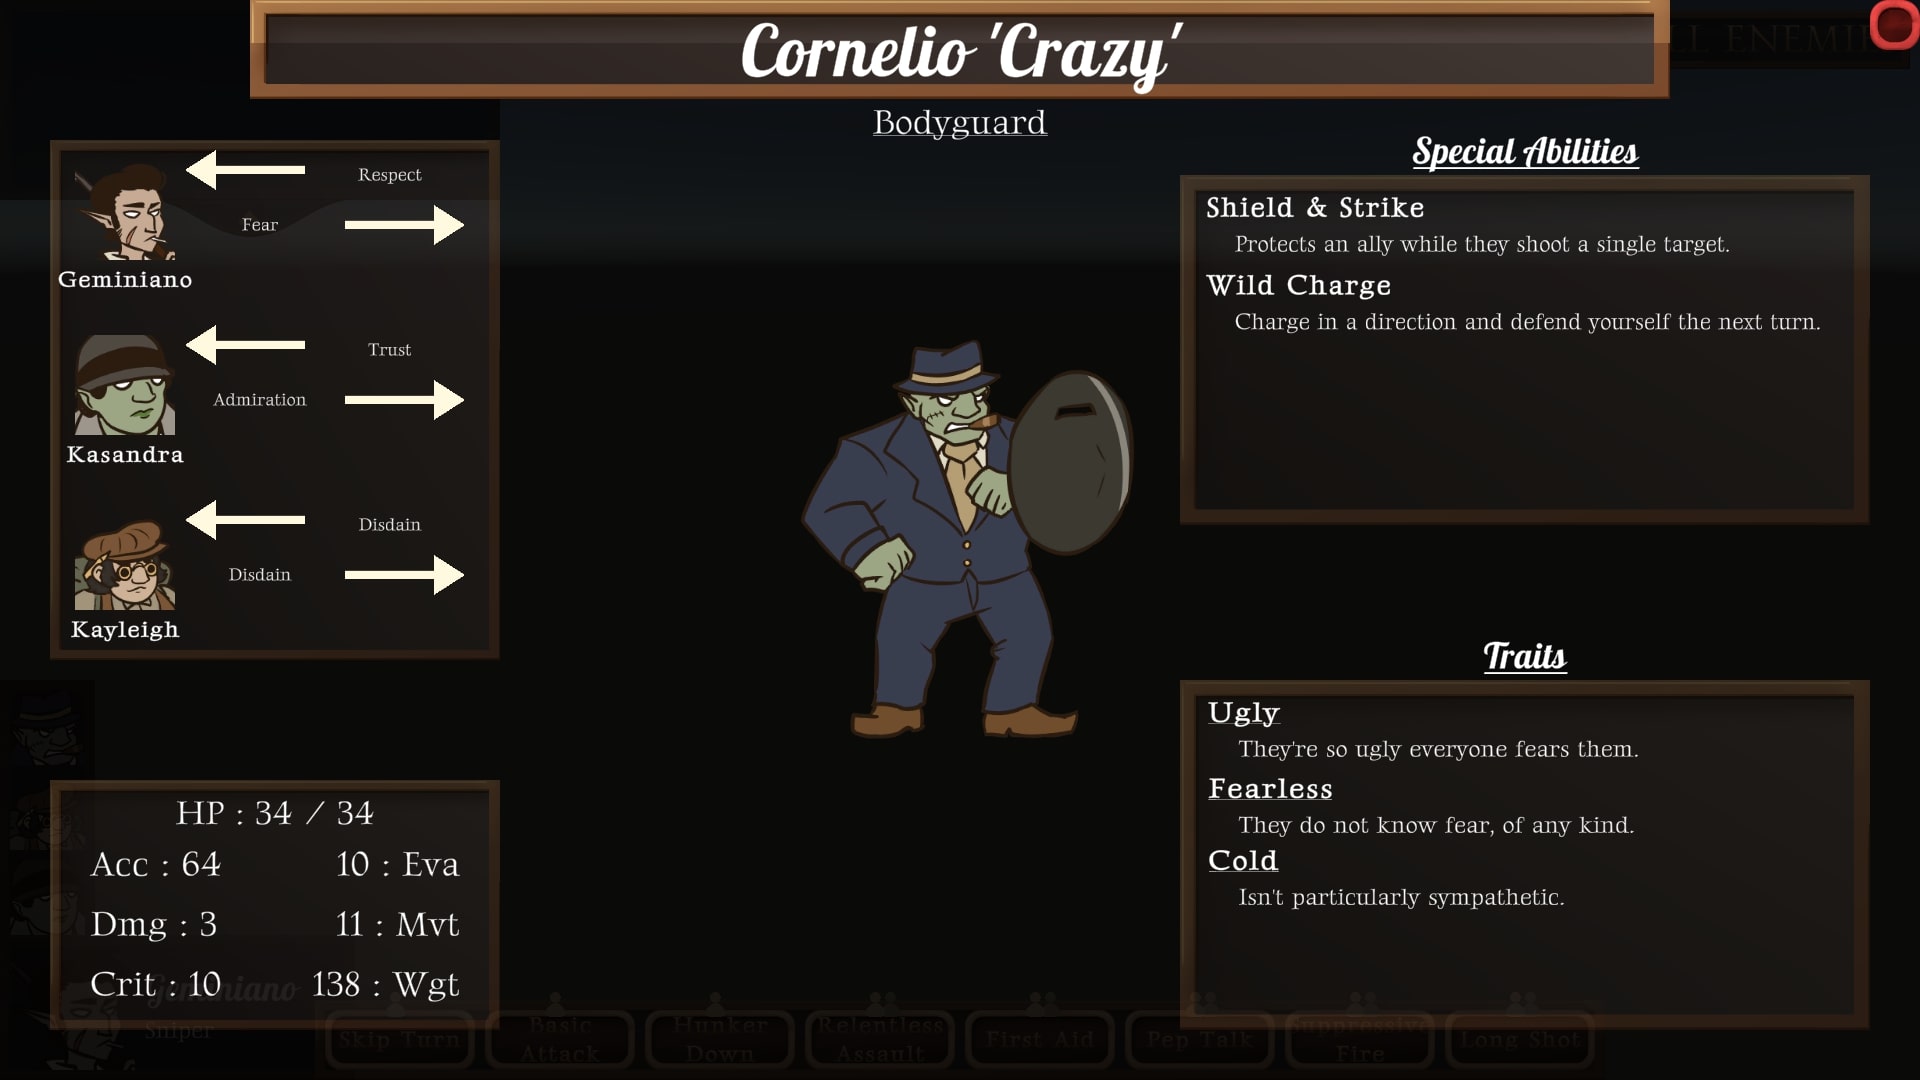 Cornelio 'Crazy'
LL ENEMI
Bodyguard
Respect
Fear
Geminiano
Trust
Admiration
Kasandra
Disdain
Disdain
Kayleigh
Special Abilities
Shield & Strike
Protects an ally while they shoot a single target.
Wild Charge
Charge in a direction and defend yourself the next turn.
Traits
Ugly
They're so ugly everyone fears them.
Fearless
They do not know fear, of any kind.
Cold
Isn't particularly sympathetic.
HP : 34 / 34
Acc : 64 10 : Eva
Dmg : 3 11 : Mvt
Crit : 10 138 : Wgt
Geminiano
Sniper
Skip Turn
Basic
Attack
Hunker
Down
Relentless
Assault
First Aid
Pep Talk
Suppressive
Fire
Long Shot